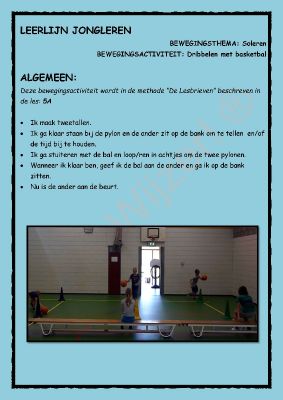 LEERLIJN JONGLEREN
BEWEGINGSTHEMA: Soleren
BEWEGINGSACTIVITEIT: Dribbelen met basketbal
ALGEMEEN:
Deze bewegingsactiviteit wordt in de methode "De Lesbrieven" beschreven in
de les: 5A
• Ik maak tweetallen.
• Ik ga klaar staan bij de pylon en de ander zit op de bank om te tellen en/of
de tijd bij te houden.
• Ik ga stuiteren met de bal en loop/ren in achtjes om de twee pylonen.
• Wanneer ik klaar ben, geef ik de bal aan de ander en ga ik op de bank
zitten.
• Nu is de ander aan de beurt.